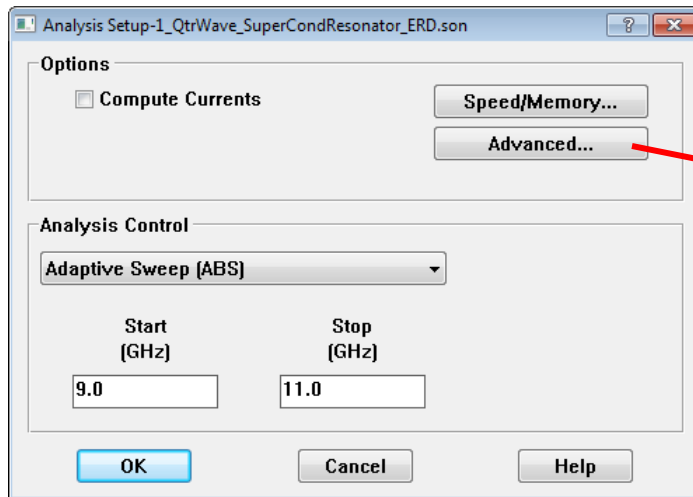 Analysis Setup-1_QtrWave_SuperCondResonator_ERD.son
Options
Compute Currents
Speed/Memory...
Advanced...
Analysis Control
Adaptive Sweep (ABS)
Start
(GHz)
Stop
(GHz)
9.0
11.0
OK
Cancel
Help